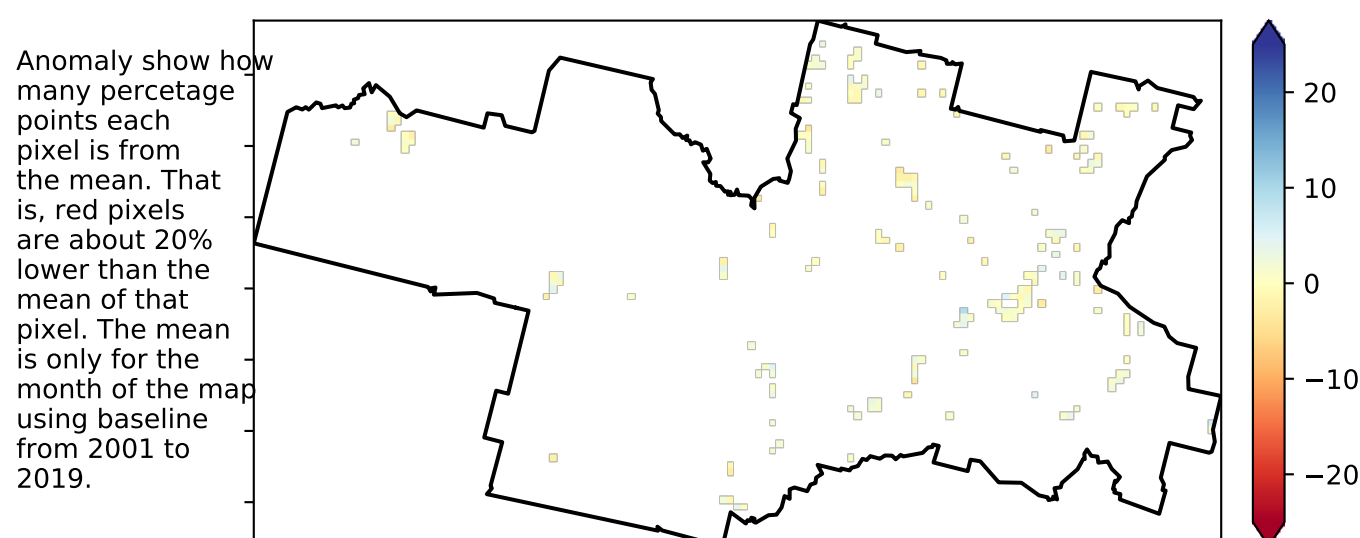 Anomaly show how
many percetage
points each
pixel is from
the mean. That
is, red pixels
are about 20%
lower than the
mean of that
pixel. The mean
is only for the
month of the map
using baseline
from 2001 to
2019.
20
10
0
−10
−20